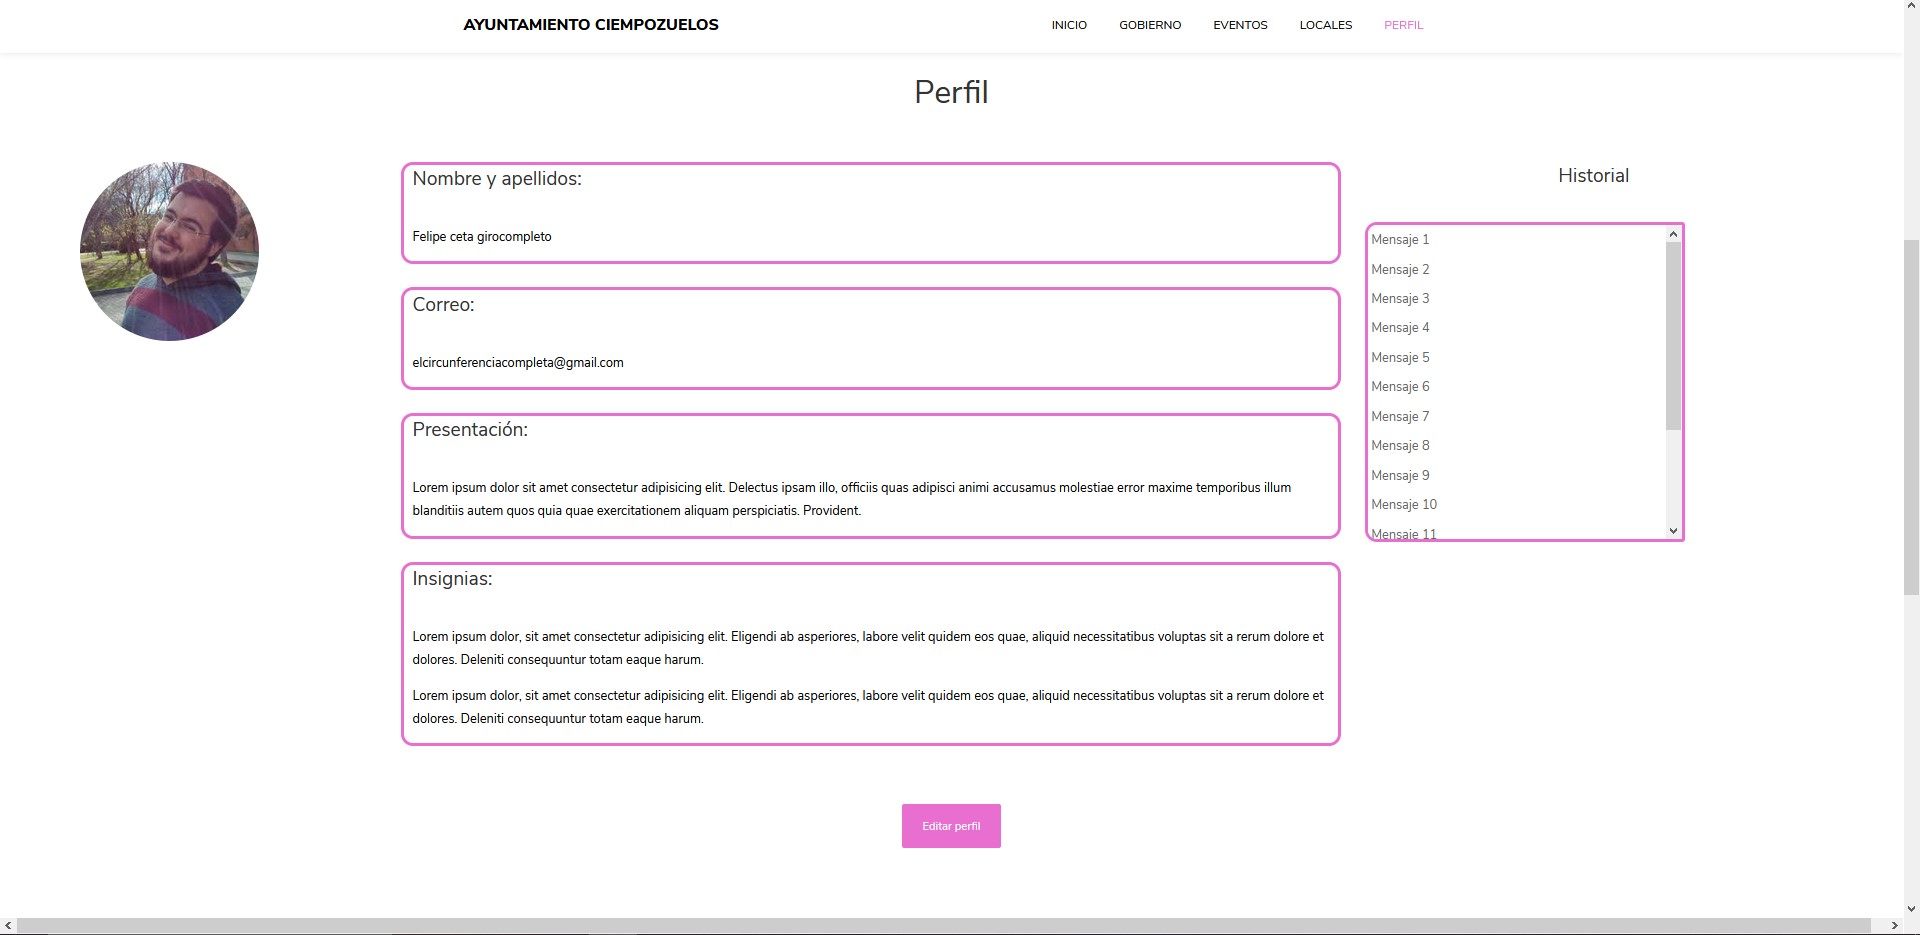 AYUNTAMIENTO CIEMPOZUELOS
INICIO
GOBIERNO
EVENTOS
LOCALES
PERFIL
Perfil
Nombre y apellidos:
Felipe ceta girocompleto
Correo:
elcircunferenciacompleta@gmail.com
Presentación:
Lorem ipsum dolor sit amet consectetur adipisicing elit. Delectus ipsam illo, officiis quas adipisci animi accusamus molestiae error maxime temporibus illum
blanditiis autem quos quia quae exercitationem aliquam perspiciatis. Provident.
Insignias:
Lorem ipsum dolor, sit amet consectetur adipisicing elit. Eligendi ab asperiores, labore velit quidem eos quae, aliquid necessitatibus voluptas sit a rerum dolore et
dolores. Deleniti consequuntur totam eaque harum.
Lorem ipsum dolor, sit amet consectetur adipisicing elit. Eligendi ab asperiores, labore velit quidem eos quae, aliquid necessitatibus voluptas sit a rerum dolore et
dolores. Deleniti consequuntur totam eaque harum.
Historial
Mensaje 1
Mensaje 2
Mensaje 3
Mensaje 4
Mensaje 5
Mensaje 6
Mensaje 7
Mensaje 8
Mensaje 9
Mensaje 10
Mensaje 11
Editar perfil